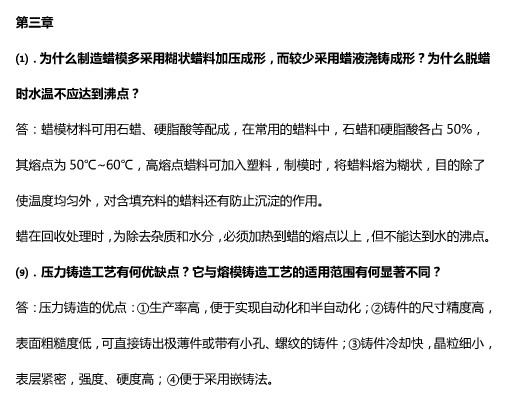 第三章
⑴．为什么制造蜡模多采用糊状蜡料加压成形，而较少采用蜡液浇铸成形？为什么脱蜡
时水温不应达到沸点？
答：蜡模材料可用石蜡、硬脂酸等配成，在常用的蜡料中，石蜡和硬脂酸各占 50%，
其熔点为 50℃~60℃，高熔点蜡料可加入塑料，制模时，将蜡料熔为糊状，目的除了
使温度均匀外，对含填充料的蜡料还有防止沉淀的作用。
蜡在回收处理时，为除去杂质和水分，必须加热到蜡的熔点以上，但不能达到水的沸点。
⑼．压力铸造工艺有何优缺点？它与熔模铸造工艺的适用范围有何显著不同？
答：压力铸造的优点：①生产率高，便于实现自动化和半自动化；②铸件的尺寸精度高，
表面粗糙度低，可直接铸出极薄件或带有小孔、螺纹的铸件；③铸件冷却快，晶粒细小，
表层紧密，强度、硬度高；④便于采用嵌铸法。